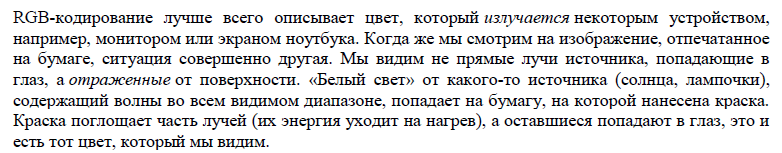 RGB-кодирование лучше всего описывает цвет, который излучается некоторым устройством,
например, монитором или экраном ноутбука. Когда же мы смотрим на изображение, отпечатанное
на бумаге, ситуация совершенно другая. Мы видим не прямые лучи источника, попадающие в
глаз, а отраженные от поверхности. «Белый свет» от какого-то источника (солнца, лампочки),
содержащий волны во всем видимом диапазоне, попадает на бумагу, на которой нанесена краска.
Краска поглощает часть лучей (их энергия уходит на нагрев), а оставшиеся попадают в глаз, это и
есть тот цвет, который мы видим.